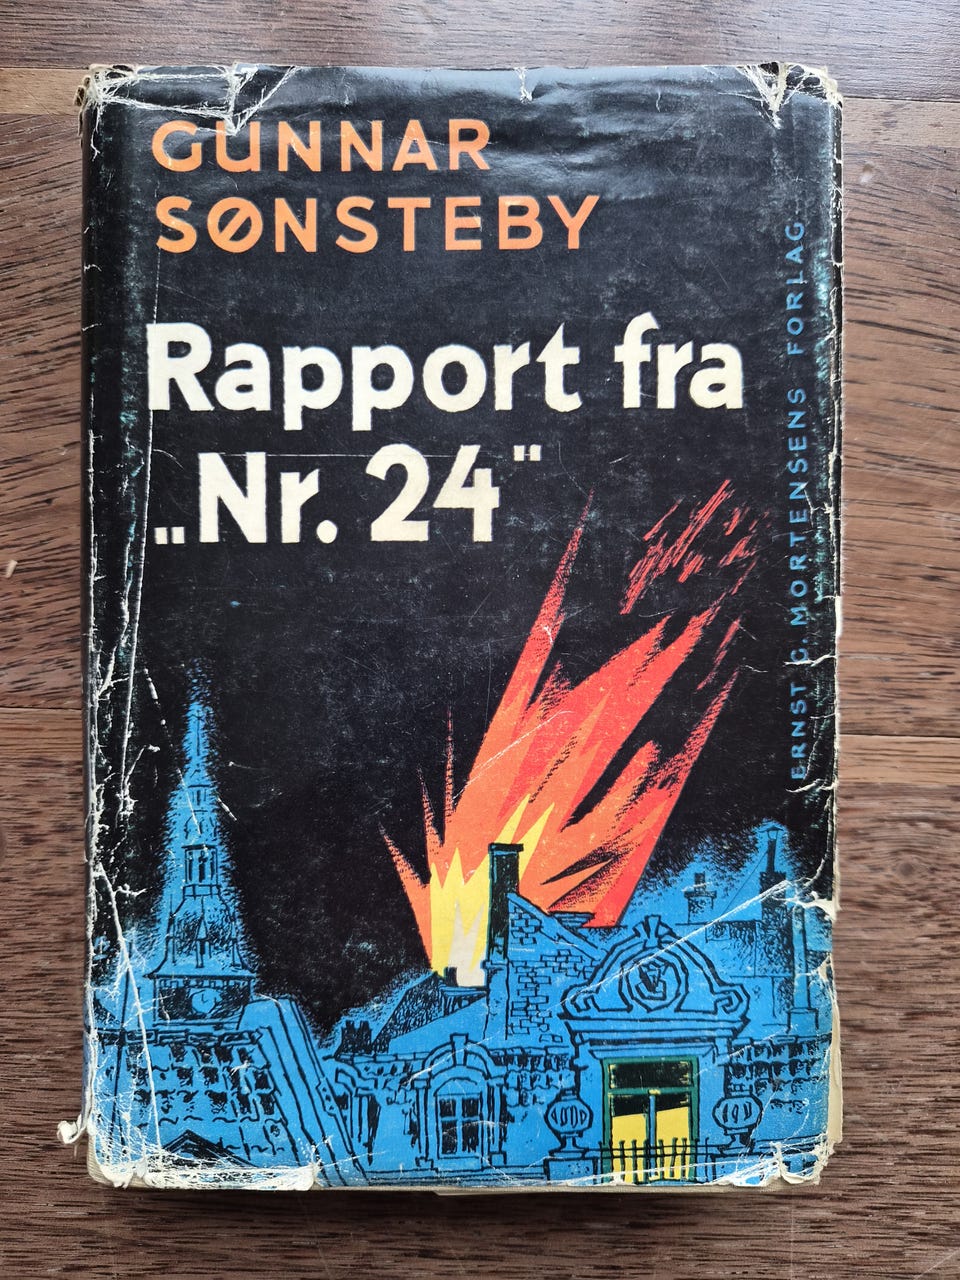 GUNNAR
SØNSTEBY
Rapport fra
„Nr. 24"
ERNST G. MORTENSENS FORLAG